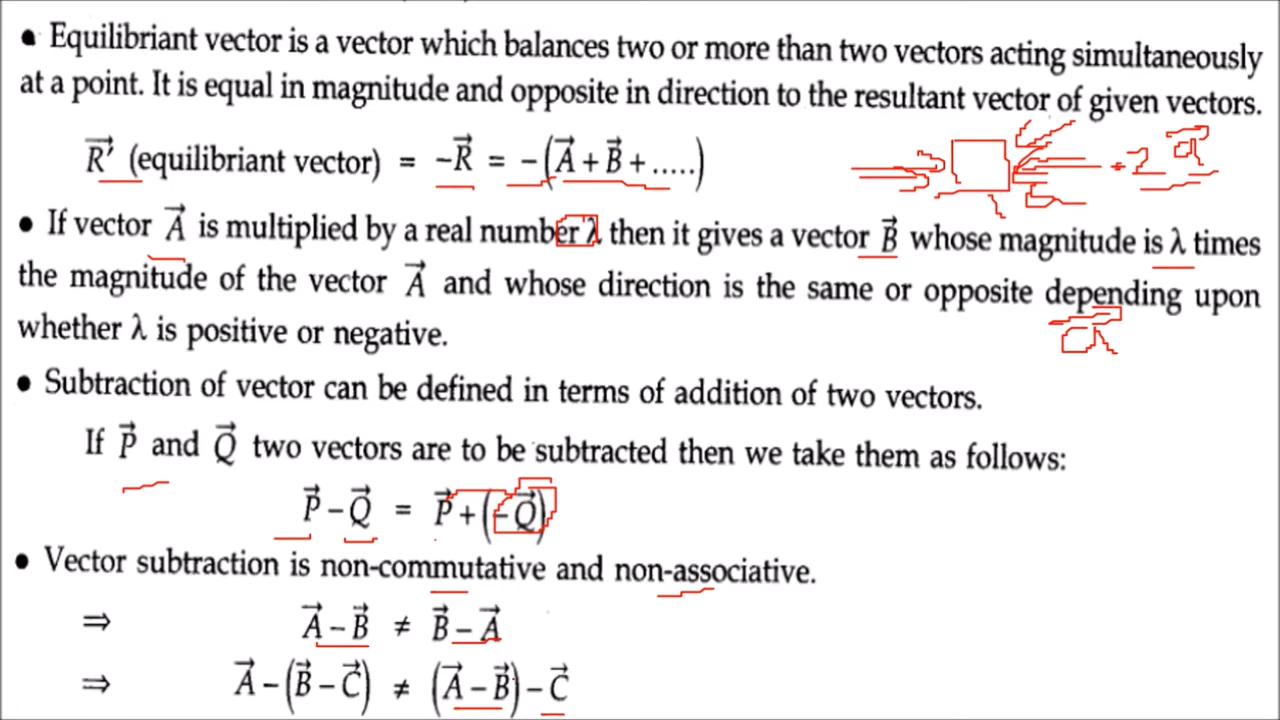 • Equilibriant vector is a vector which balances two or more than two vectors acting simultaneously
at a point. It is equal in magnitude and opposite in direction to the resultant vector of given vectors.
R⃗′ (equilibriant vector) = −R⃗ = −(A⃗ + B⃗ + .....)
• If vector A⃗ is multiplied by a real number λ then it gives a vector B⃗ whose magnitude is λ times
the magnitude of the vector A⃗ and whose direction is the same or opposite depending upon
whether λ is positive or negative.
• Subtraction of vector can be defined in terms of addition of two vectors.
If P⃗ and Q⃗ two vectors are to be subtracted then we take them as follows:
P⃗ − Q⃗ = P⃗ + (−Q⃗)
• Vector subtraction is non-commutative and non-associative.
⇒ A⃗ − B⃗ ≠ B⃗ − A⃗
⇒ A⃗ − (B⃗ − C⃗) ≠ (A⃗ − B⃗) − C⃗